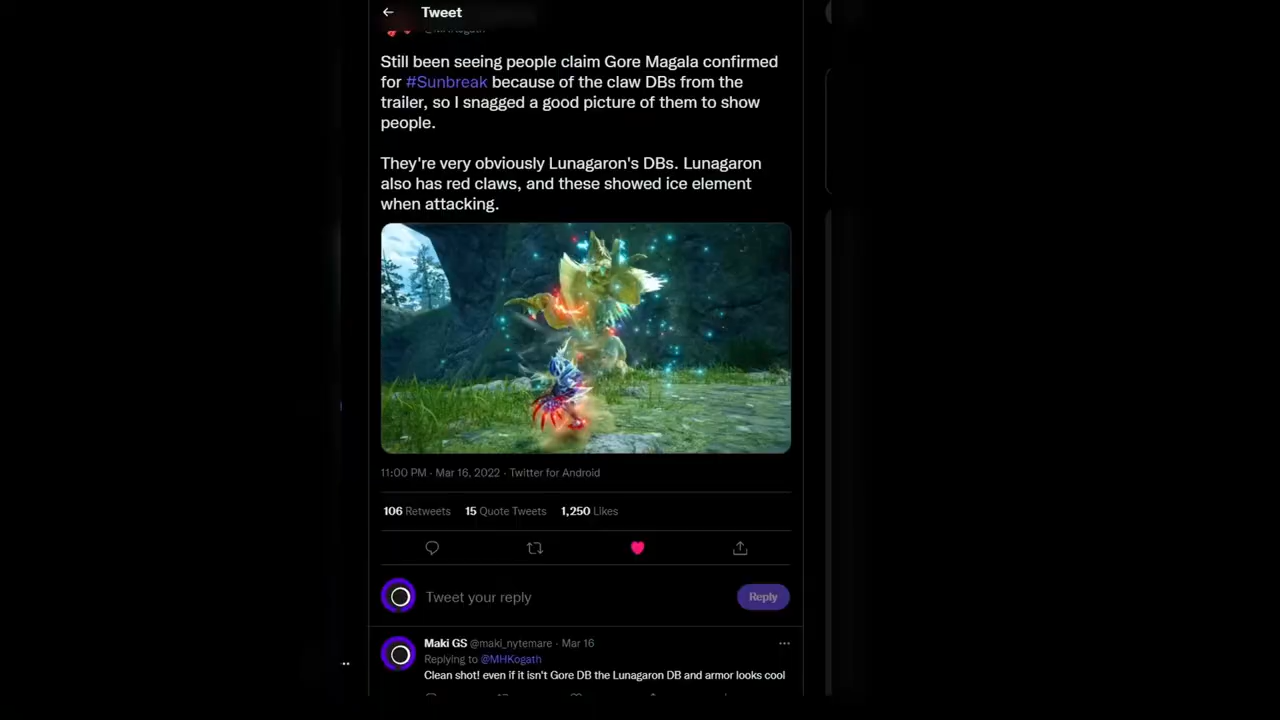 Tweet
@MHKogath
Still been seeing people claim Gore Magala confirmed
for #Sunbreak because of the claw DBs from the
trailer, so I snagged a good picture of them to show
people.
They're very obviously Lunagaron's DBs. Lunagaron
also has red claws, and these showed ice element
when attacking.
11:00 PM · Mar 16, 2022 · Twitter for Android
106 Retweets 15 Quote Tweets 1,250 Likes
Tweet your reply
Reply
Maki GS @maki_nytemare · Mar 16
Replying to @MHKogath
Clean shot! even if it isn't Gore DB the Lunagaron DB and armor looks cool